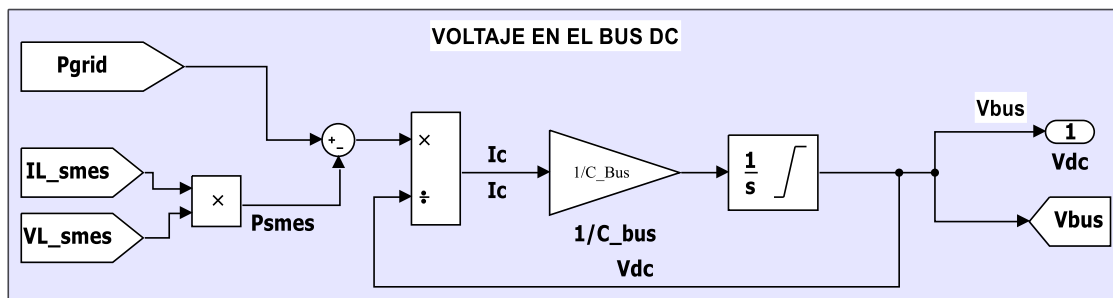 VOLTAJE EN EL BUS DC
Pgrid
Vbus
+
−
×
Ic
1/C_Bus
1
s
1
Vdc
IL_smes
×
÷
Ic
VL_smes
Psmes
1/C_bus
Vbus
Vdc